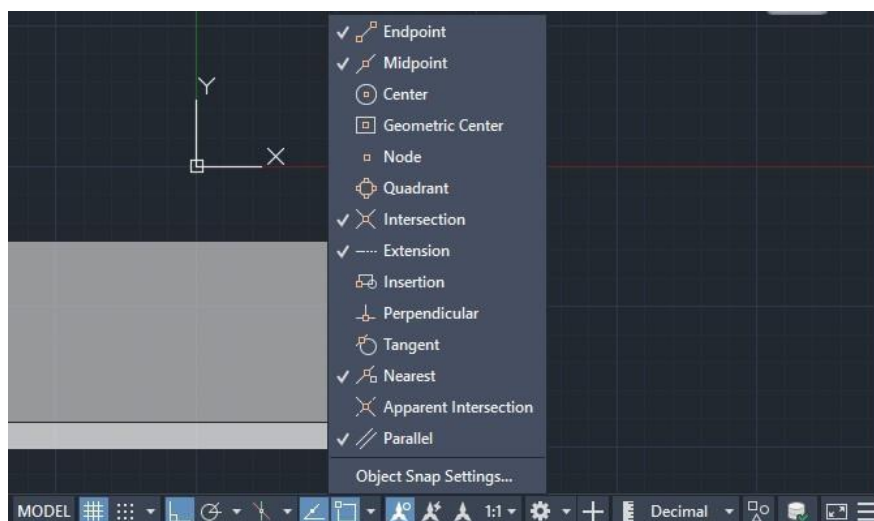 Endpoint
Midpoint
Y
Center
Geometric Center
X
Node
Quadrant
Intersection
Extension
Insertion
Perpendicular
Tangent
Nearest
Apparent Intersection
Parallel
Object Snap Settings...
MODEL 1:1 Decimal